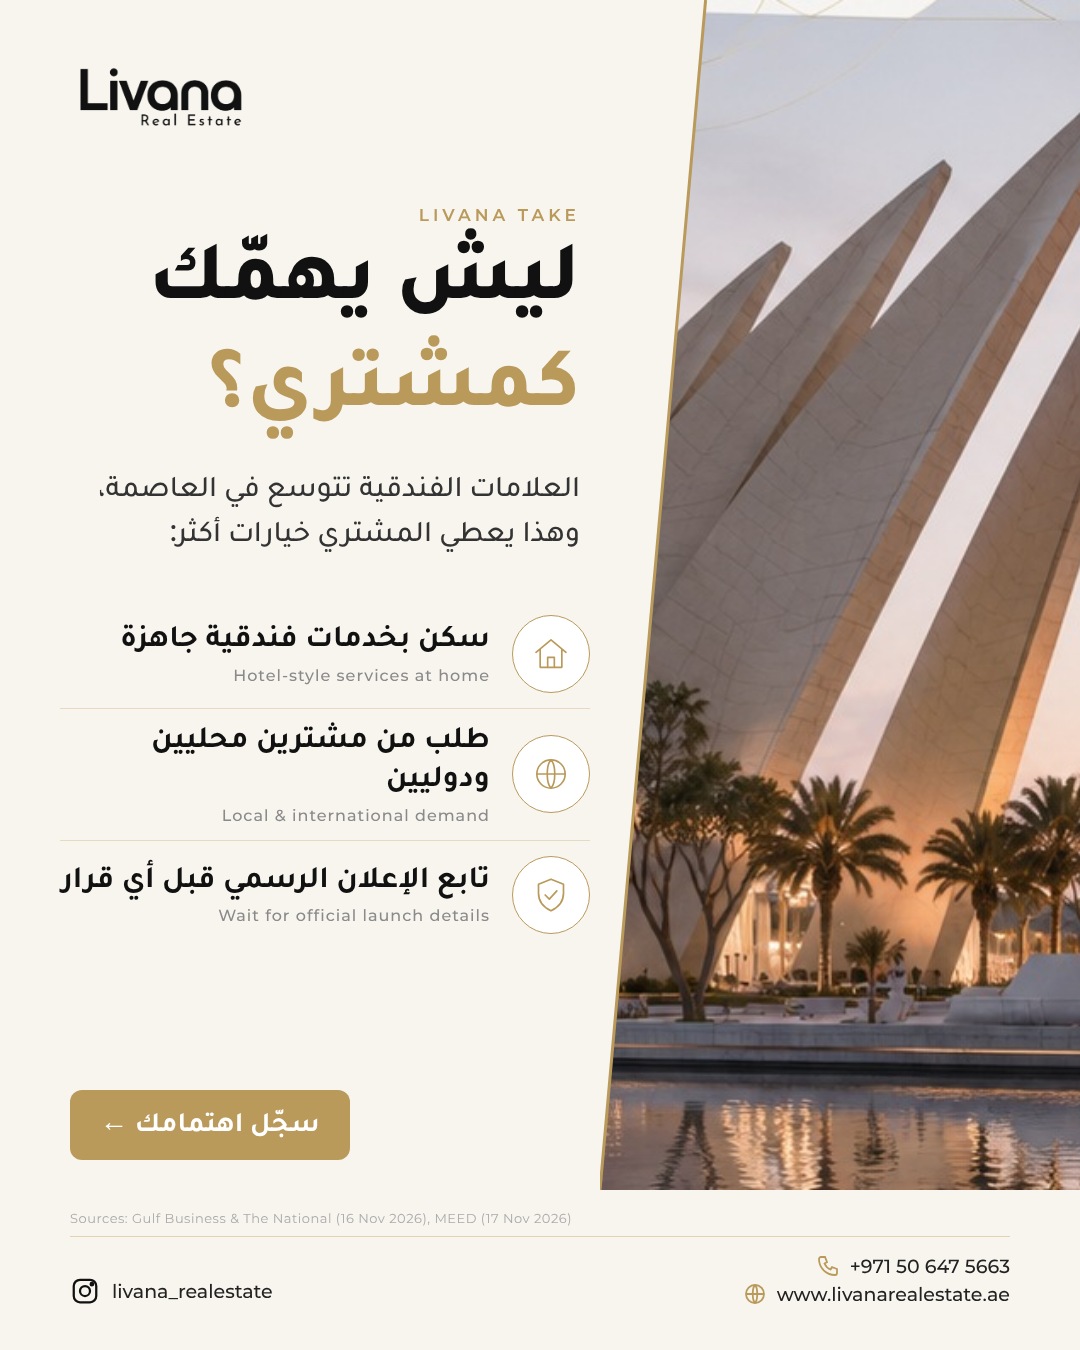 Livana
Real Estate
LIVANA TAKE
ليش يهمّك
كمشتري؟
العلامات الفندقية تتوسع في العاصمة،
وهذا يعطي المشتري خيارات أكثر:
سكن بخدمات فندقية جاهزة
Hotel-style services at home
طلب من مشترين محليين
ودوليين
Local & international demand
تابع الإعلان الرسمي قبل أي قرار
Wait for official launch details
سجّل اهتمامك ←
Sources: Gulf Business & The National (16 Nov 2026), MEED (17 Nov 2026)
livana_realestate
+971 50 647 5663
www.livanarealestate.ae